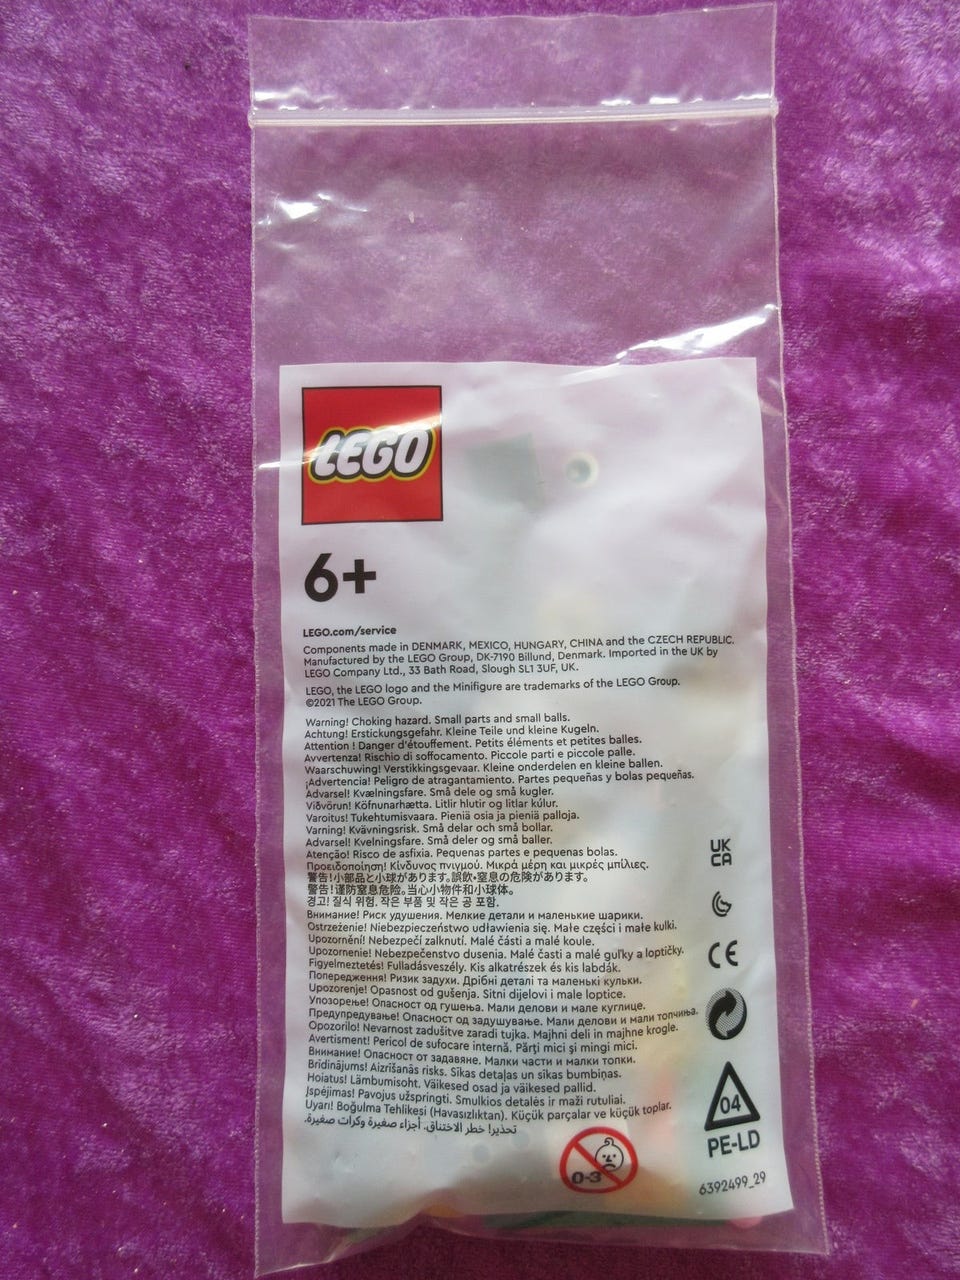 LEGO
6+
LEGO.com/service
Components made in DENMARK, MEXICO, HUNGARY, CHINA and the CZECH REPUBLIC.
Manufactured by the LEGO Group, DK-7190 Billund, Denmark. Imported in the UK by
LEGO Company Ltd., 33 Bath Road, Slough SL1 3UF, UK.
LEGO, the LEGO logo and the Minifigure are trademarks of the LEGO Group.
©2021 The LEGO Group.
Warning! Choking hazard. Small parts and small balls.
Achtung! Erstickungsgefahr. Kleine Teile und kleine Kugeln.
Attention ! Danger d'étouffement. Petits éléments et petites balles.
Avvertenza! Rischio di soffocamento. Piccole parti e piccole palle.
Waarschuwing! Verstikkingsgevaar. Kleine onderdelen en kleine ballen.
¡Advertencia! Peligro de atragantamiento. Partes pequeñas y bolas pequeñas.
Advarsel! Kvælningsfare. Små dele og små kugler.
Viðvörun! Köfnunarhætta. Litlir hlutir og litlar kúlur.
Varoitus! Tukehtumisvaara. Pieniä osia ja pieniä palloja.
Varning! Kvävningsrisk. Små delar och små bollar.
Advarsel! Kvelningsfare. Små deler og små baller.
Atenção! Risco de asfixia. Pequenas partes e pequenas bolas.
Προειδοποίηση! Κίνδυνος πνιγμού. Μικρά μέρη και μικρές μπίλιες.
警告!小部品と小球があります。誤飲・窒息の危険があります。
警告!谨防窒息危险。当心小物件和小球体。
경고! 질식 위험. 작은 부품 및 작은 공 포함.
Внимание! Риск удушения. Мелкие детали и маленькие шарики.
Ostrzeżenie! Niebezpieczeństwo udławienia się. Małe części i małe kulki.
Upozornění! Nebezpečí zalknutí. Malé části a malé koule.
Upozornenie! Nebezpečenstvo dusenia. Malé časti a malé guľky a loptičky.
Figyelmeztetés! Fulladásveszély. Kis alkatrészek és kis labdák.
Попередження! Ризик задухи. Дрібні деталі та маленькі кульки.
Upozorenje! Opasnost od gušenja. Sitni dijelovi i male loptice.
Упозорење! Опасност од гушења. Мали делови и мале куглице.
Предупредување! Опасност од задушување. Мали делови и мали топчиња.
Opozorilo! Nevarnost zadušitve zaradi tujka. Majhni deli in majhne krogle.
Avertisment! Pericol de sufocare internă. Părți mici și mingi mici.
Внимание! Опасност от задавяне. Малки части и малки топки.
Brīdinājums! Aizrīšanās risks. Sīkas detaļas un sīkas bumbiņas.
Hoiatus! Lämbumisoht. Väikesed osad ja väikesed pallid.
Įspėjimas! Pavojus užspringti. Smulkios detalės ir maži rutuliai.
Uyarı! Boğulma Tehlikesi (Havasızlıktan). Küçük parçalar ve küçük toplar.
تحذير! خطر الاختناق. أجزاء صغيرة وكرات صغيرة.
0-3
UK
CA
CE
04
PE-LD
6392499_29